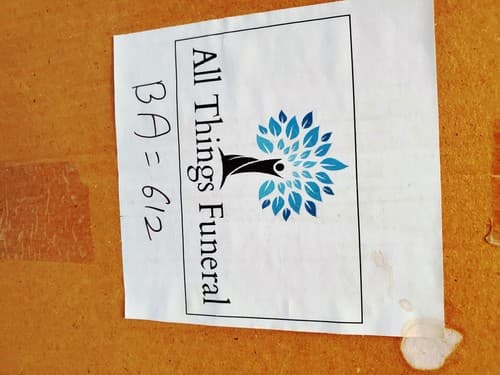 All Things Funeral
BA = 612